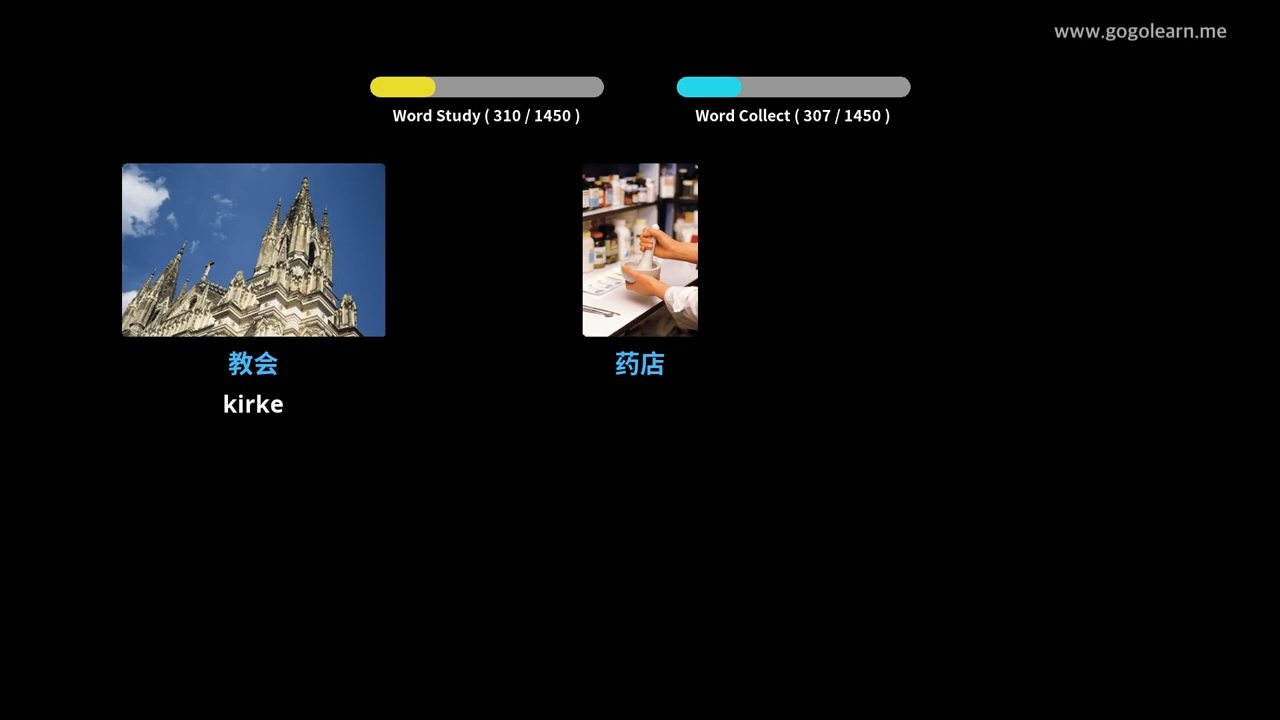 www.gogolearn.me
Word Study ( 310 / 1450 )
Word Collect ( 307 / 1450 )
教会
药店
kirke